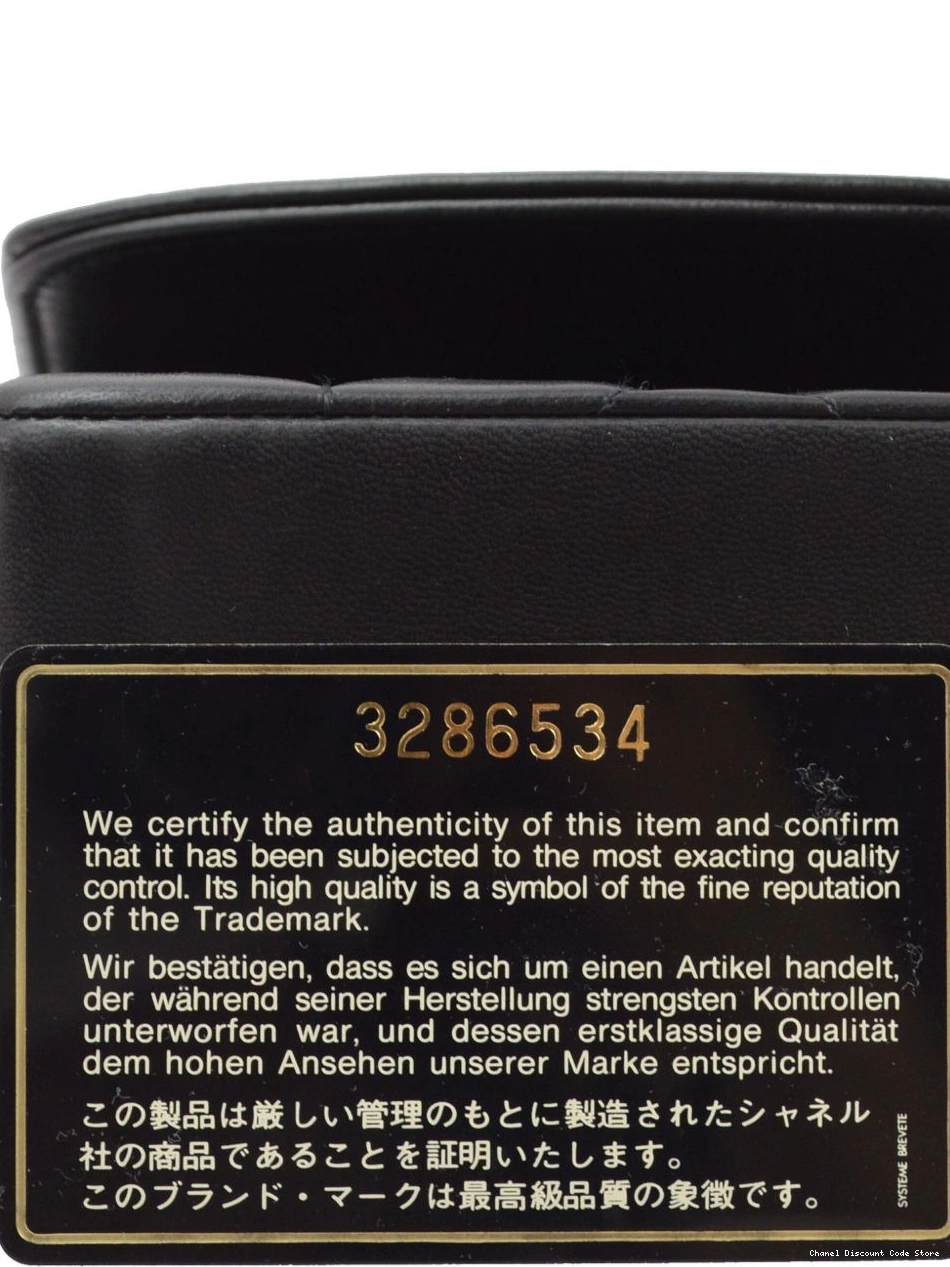 3286534
We certify the authenticity of this item and confirm
that it has been subjected to the most exacting quality
control. Its high quality is a symbol of the fine reputation
of the Trademark.
Wir bestätigen, dass es sich um einen Artikel handelt,
der während seiner Herstellung strengsten Kontrollen
unterworfen war, und dessen erstklassige Qualität
dem hohen Ansehen unserer Marke entspricht.
この製品は厳しい管理のもとに製造されたシャネル
社の商品であることを証明いたします。
このブランド・マークは最高級品質の象徴です。
SYSTEME BREVETE
Chanel Discount Code Store